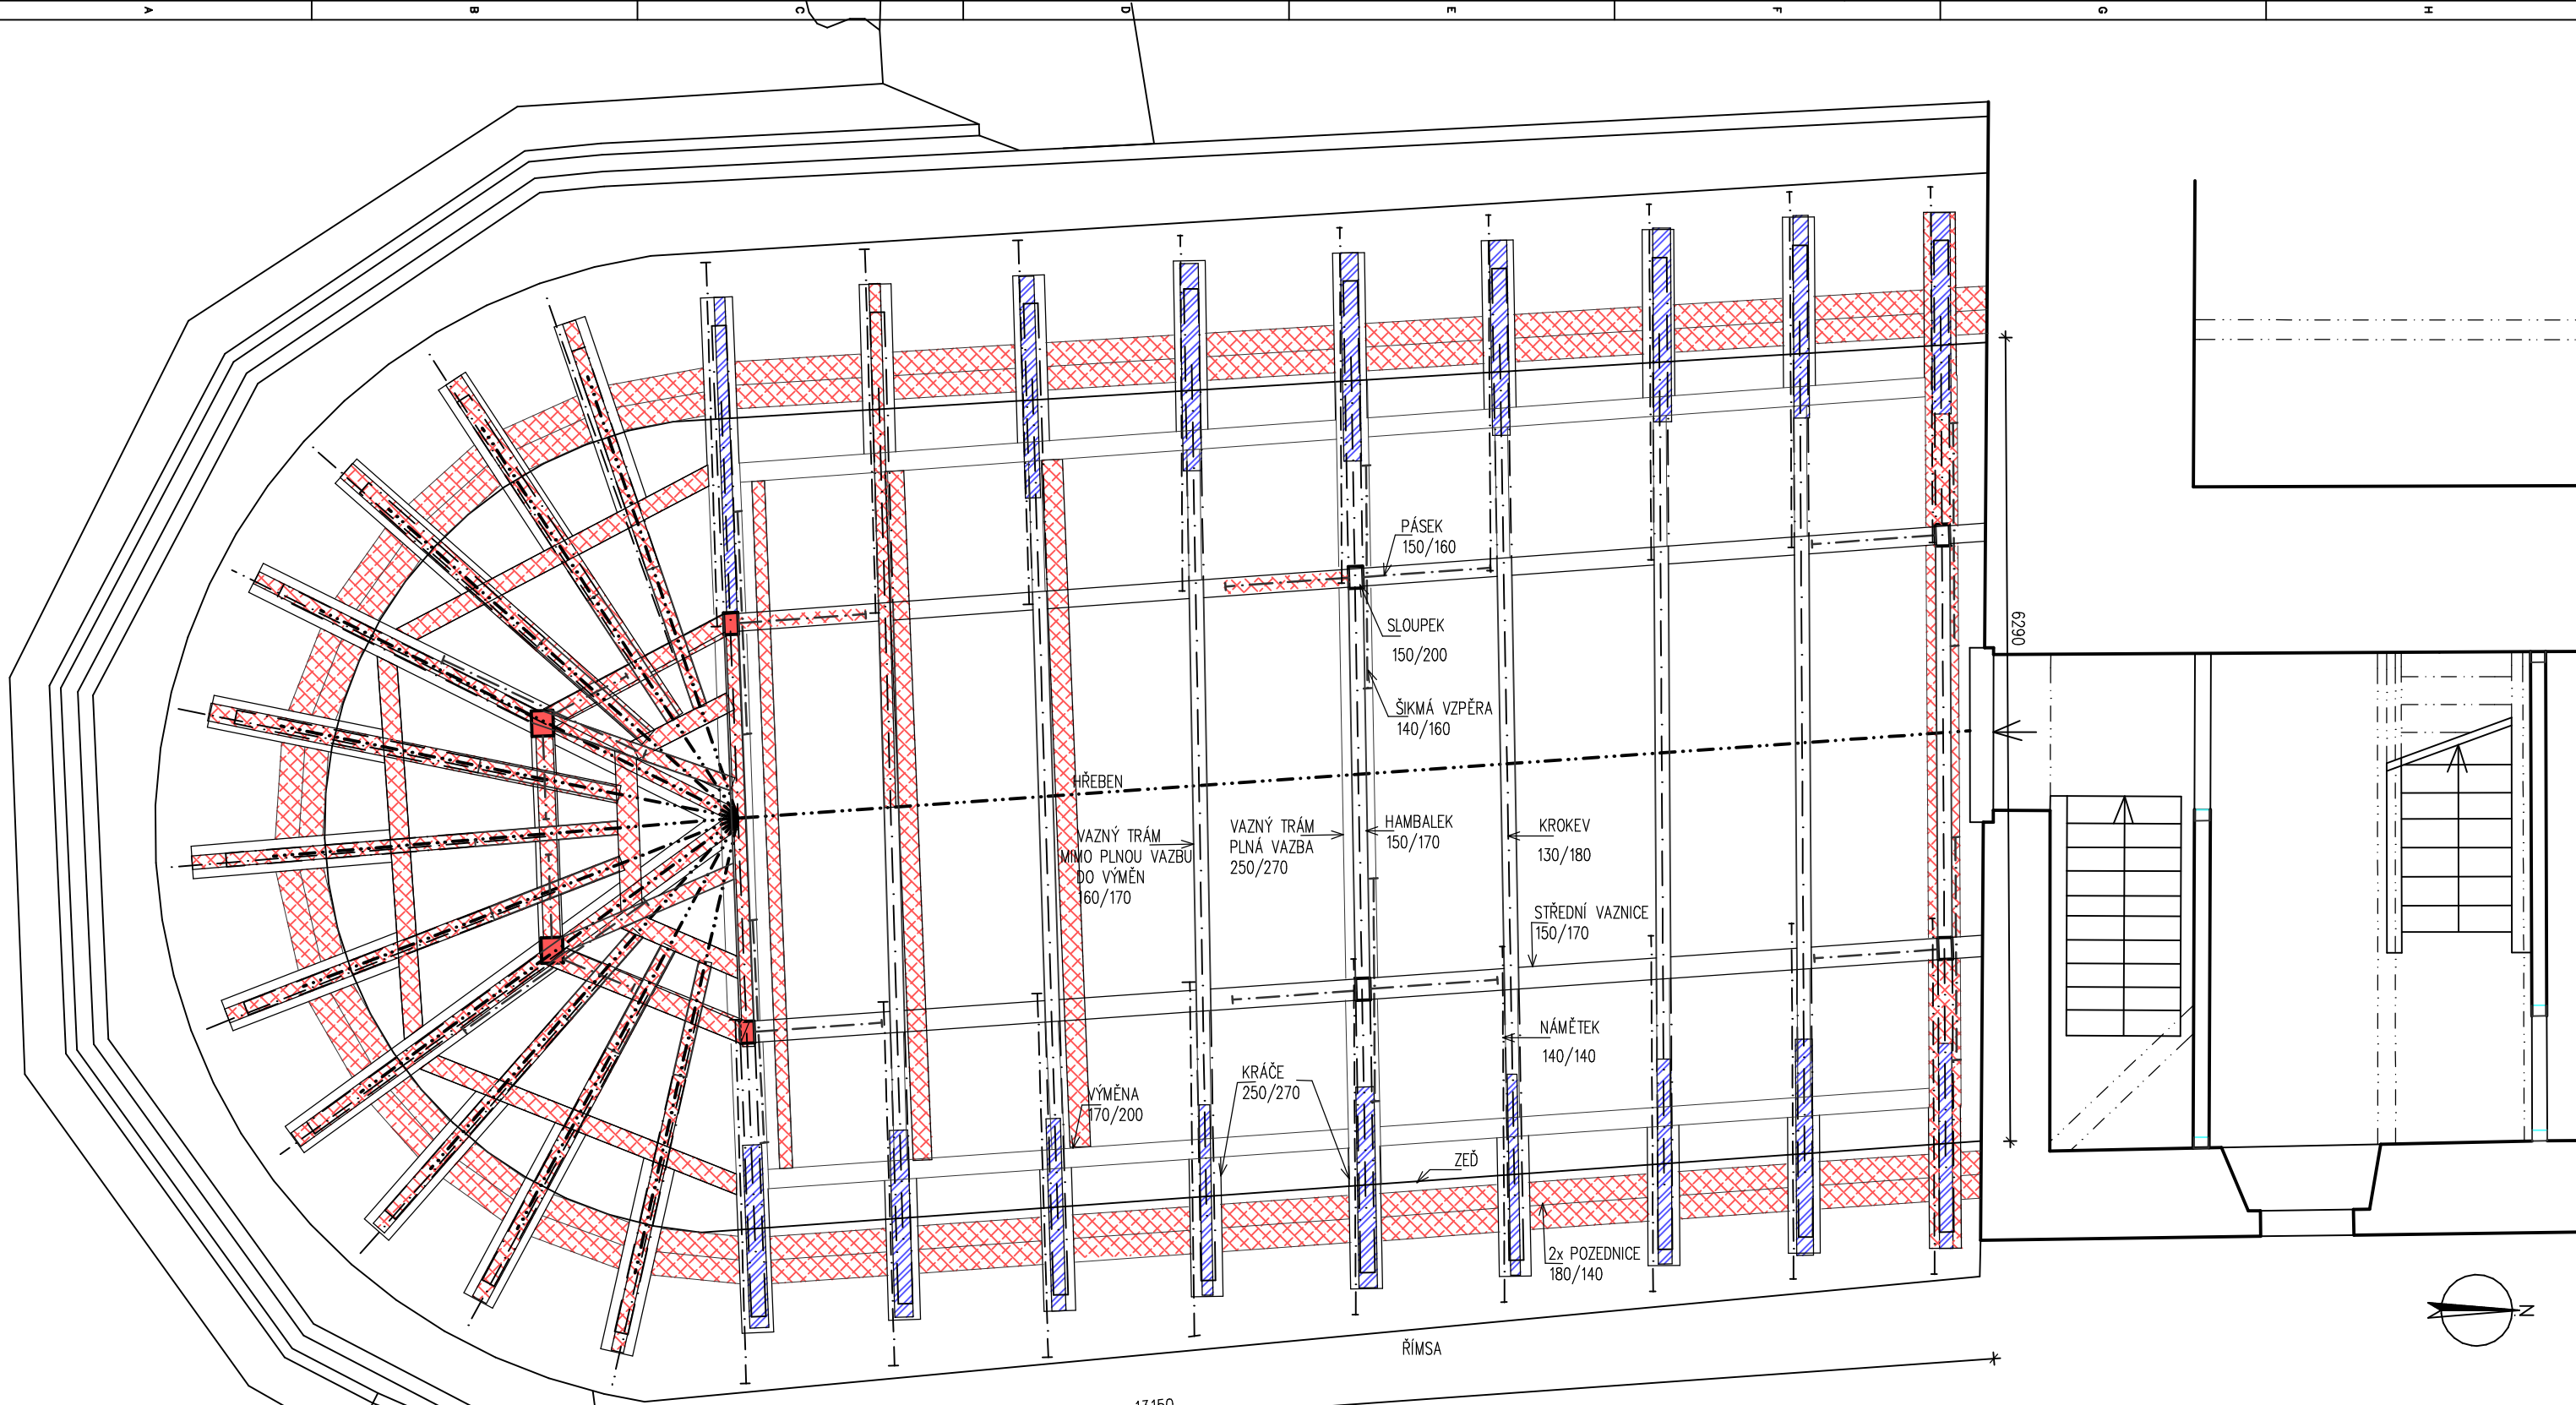 A
B
C
D
E
F
G
H
PÁSEK
150/160
SLOUPEK
150/200
ŠIKMÁ VZPĚRA
140/160
6290
HŘEBEN
VAZNÝ TRÁM
MIMO PLNOU VAZBU
DO VÝMĚN
160/170
VAZNÝ TRÁM
PLNÁ VAZBA
250/270
HAMBALEK
150/170
KROKEV
130/180
STŘEDNÍ VAZNICE
150/170
NÁMĚTEK
140/140
VÝMĚNA
170/200
KRÁČE
250/270
ZEĎ
2x POZEDNICE
180/140
ŘÍMSA
N